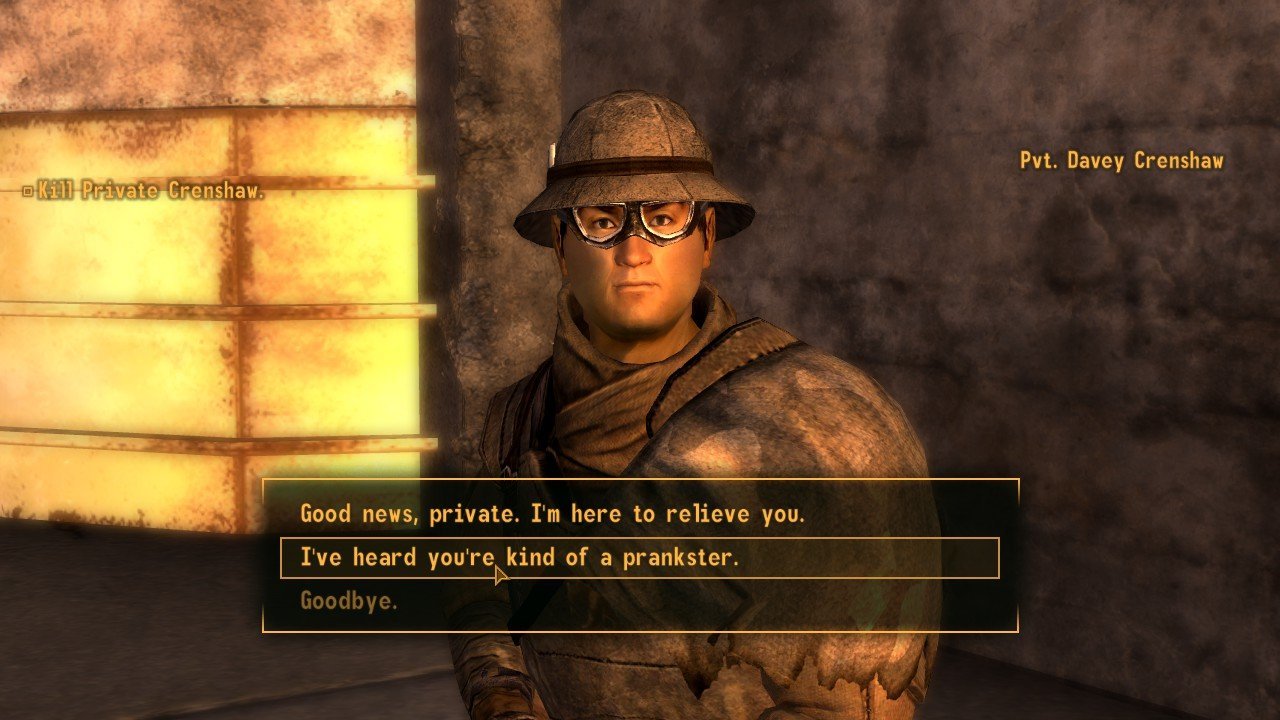 Pvt. Davey Crenshaw
Kill Private Crenshaw.
Good news, private. I'm here to relieve you.
I've heard you're kind of a prankster.
Goodbye.